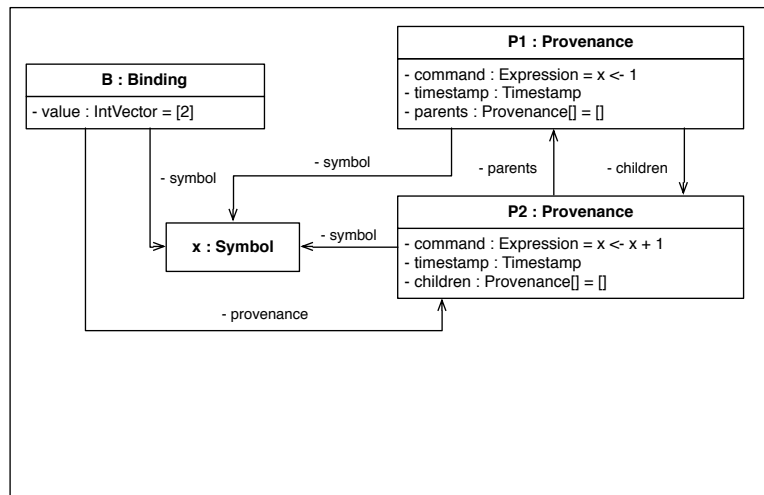 P1 : Provenance
- command : Expression = x <- 1
- timestamp : Timestamp
- parents : Provenance[] = []
B : Binding
- value : IntVector = [2]
- symbol
- symbol
- parents
- children
P2 : Provenance
- command : Expression = x <- x + 1
- timestamp : Timestamp
- children : Provenance[] = []
- symbol
x : Symbol
- provenance